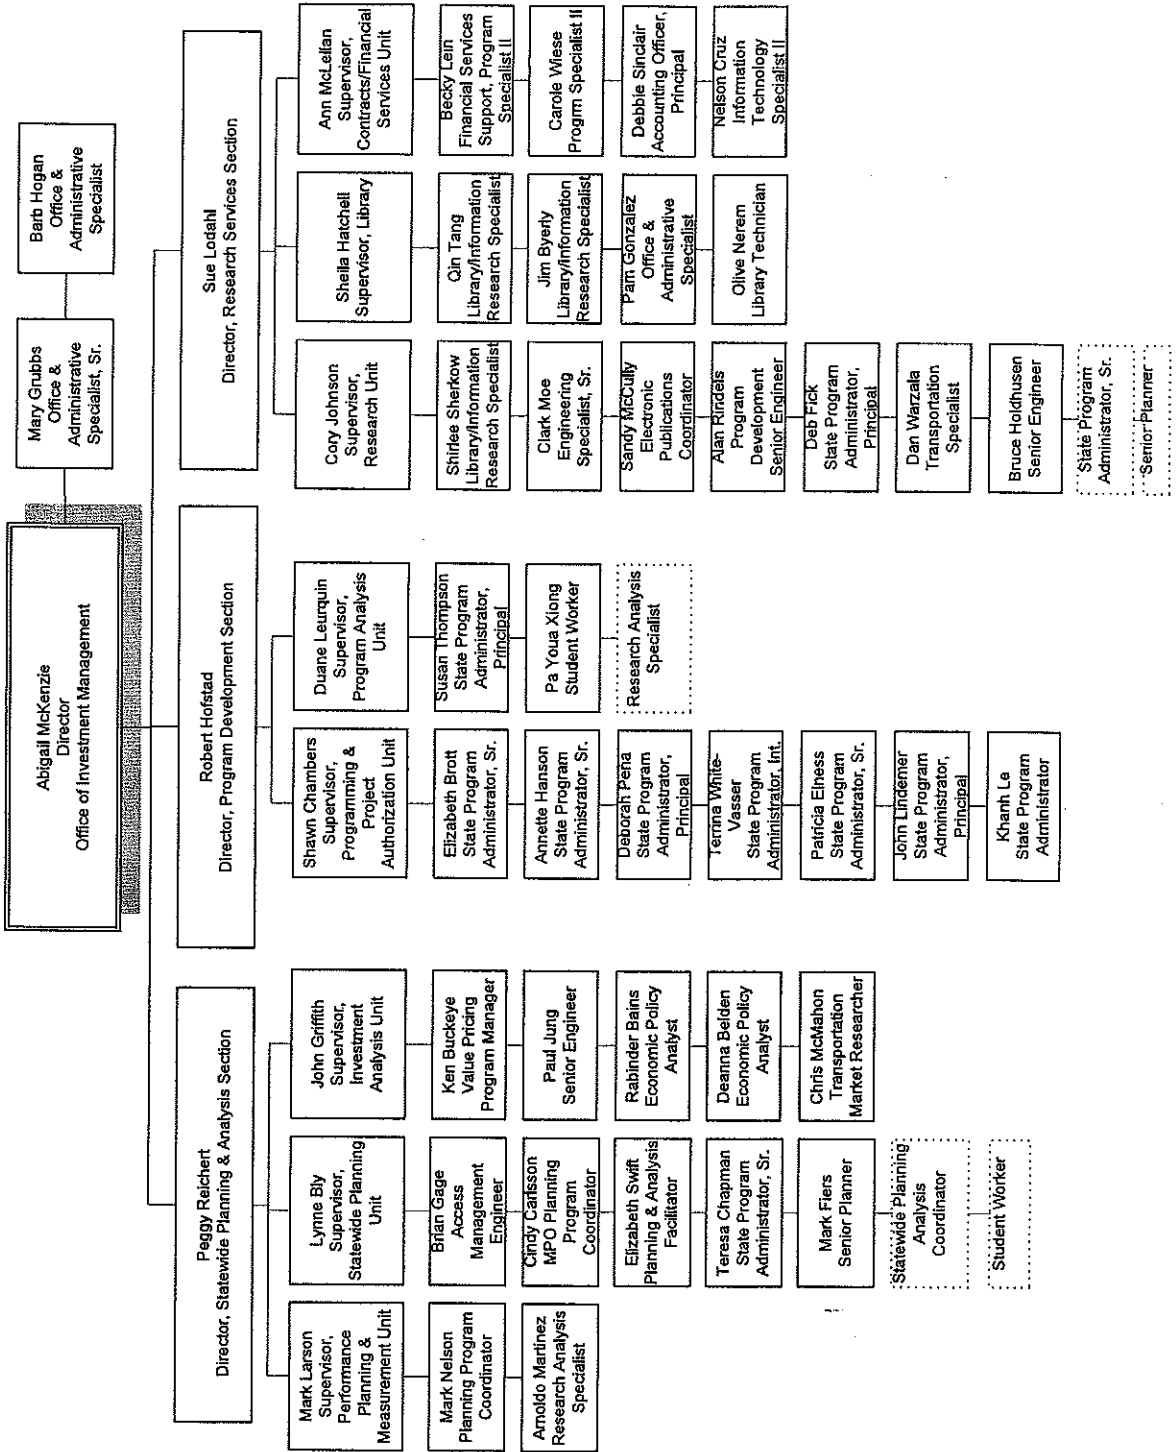 Abigail McKenzie
Director
Office of Investment Management
Mary Grubbs
Office &
Administrative
Specialist, Sr.
Barb Hogan
Office &
Administrative
Specialist
Peggy Reichert
Director, Statewide Planning & Analysis Section
Mark Larson
Supervisor,
Performance
Planning &
Measurement Unit
Mark Nelson
Planning Program
Coordinator
Arnoldo Martinez
Research Analysis
Specialist
Lynne Bly
Supervisor,
Statewide Planning
Unit
Brian Gage
Access
Management
Engineer
Cindy Carlsson
MPO Planning
Program
Coordinator
Elizabeth Swift
Planning & Analysis
Facilitator
Teresa Chapman
State Program
Administrator, Sr.
Mark Fiers
Senior Planner
Statewide Planning
Analysis
Coordinator
Student Worker
John Griffith
Supervisor,
Investment
Analysis Unit
Ken Buckeye
Value Pricing
Program Manager
Paul Jung
Senior Engineer
Rabinder Bains
Economic Policy
Analyst
Deanna Belden
Economic Policy
Analyst
Chris McMahon
Transportation
Market Researcher
Robert Hofstad
Director, Program Development Section
Shawn Chambers
Supervisor,
Programming &
Project
Authorization Unit
Elizabeth Brott
State Program
Administrator, Sr.
Annette Hanson
State Program
Administrator, Sr.
Deborah Pena
State Program
Administrator,
Principal
Terrina White-
Vasser
State Program
Administrator, Int.
Patricia Elness
State Program
Administrator, Sr.
John Lindemer
State Program
Administrator,
Principal
Khanh Le
State Program
Administrator
Duane Leurquin
Supervisor,
Program Analysis
Unit
Susan Thompson
State Program
Administrator,
Principal
Pa Youa Xiong
Student Worker
Research Analysis
Specialist
Sue Lodahl
Director, Research Services Section
Cory Johnson
Supervisor,
Research Unit
Shirlee Sherkow
Library/Information
Research Specialist
Clark Moe
Engineering
Specialist, Sr.
Sandy McCully
Electronic
Publications
Coordinator
Alan Rindels
Program
Development
Senior Engineer
Deb Fick
State Program
Administrator,
Principal
Dan Warzala
Transportation
Specialist
Bruce Holdhusen
Senior Engineer
State Program
Administrator, Sr.
Senior Planner
Sheila Hatchell
Supervisor, Library
Qin Tang
Library/Information
Research Specialist
Jim Byerly
Library/Information
Research Specialist
Pam Gonzalez
Office &
Administrative
Specialist
Olive Nerem
Library Technician
Ann McLellan
Supervisor,
Contracts/Financial
Services Unit
Becky Lein
Financial Services
Support, Program
Specialist II
Carole Wiese
Progrm Specialist II
Debbie Sinclair
Accounting Officer,
Principal
Nelson Cruz
Information
Technology
Specialist II